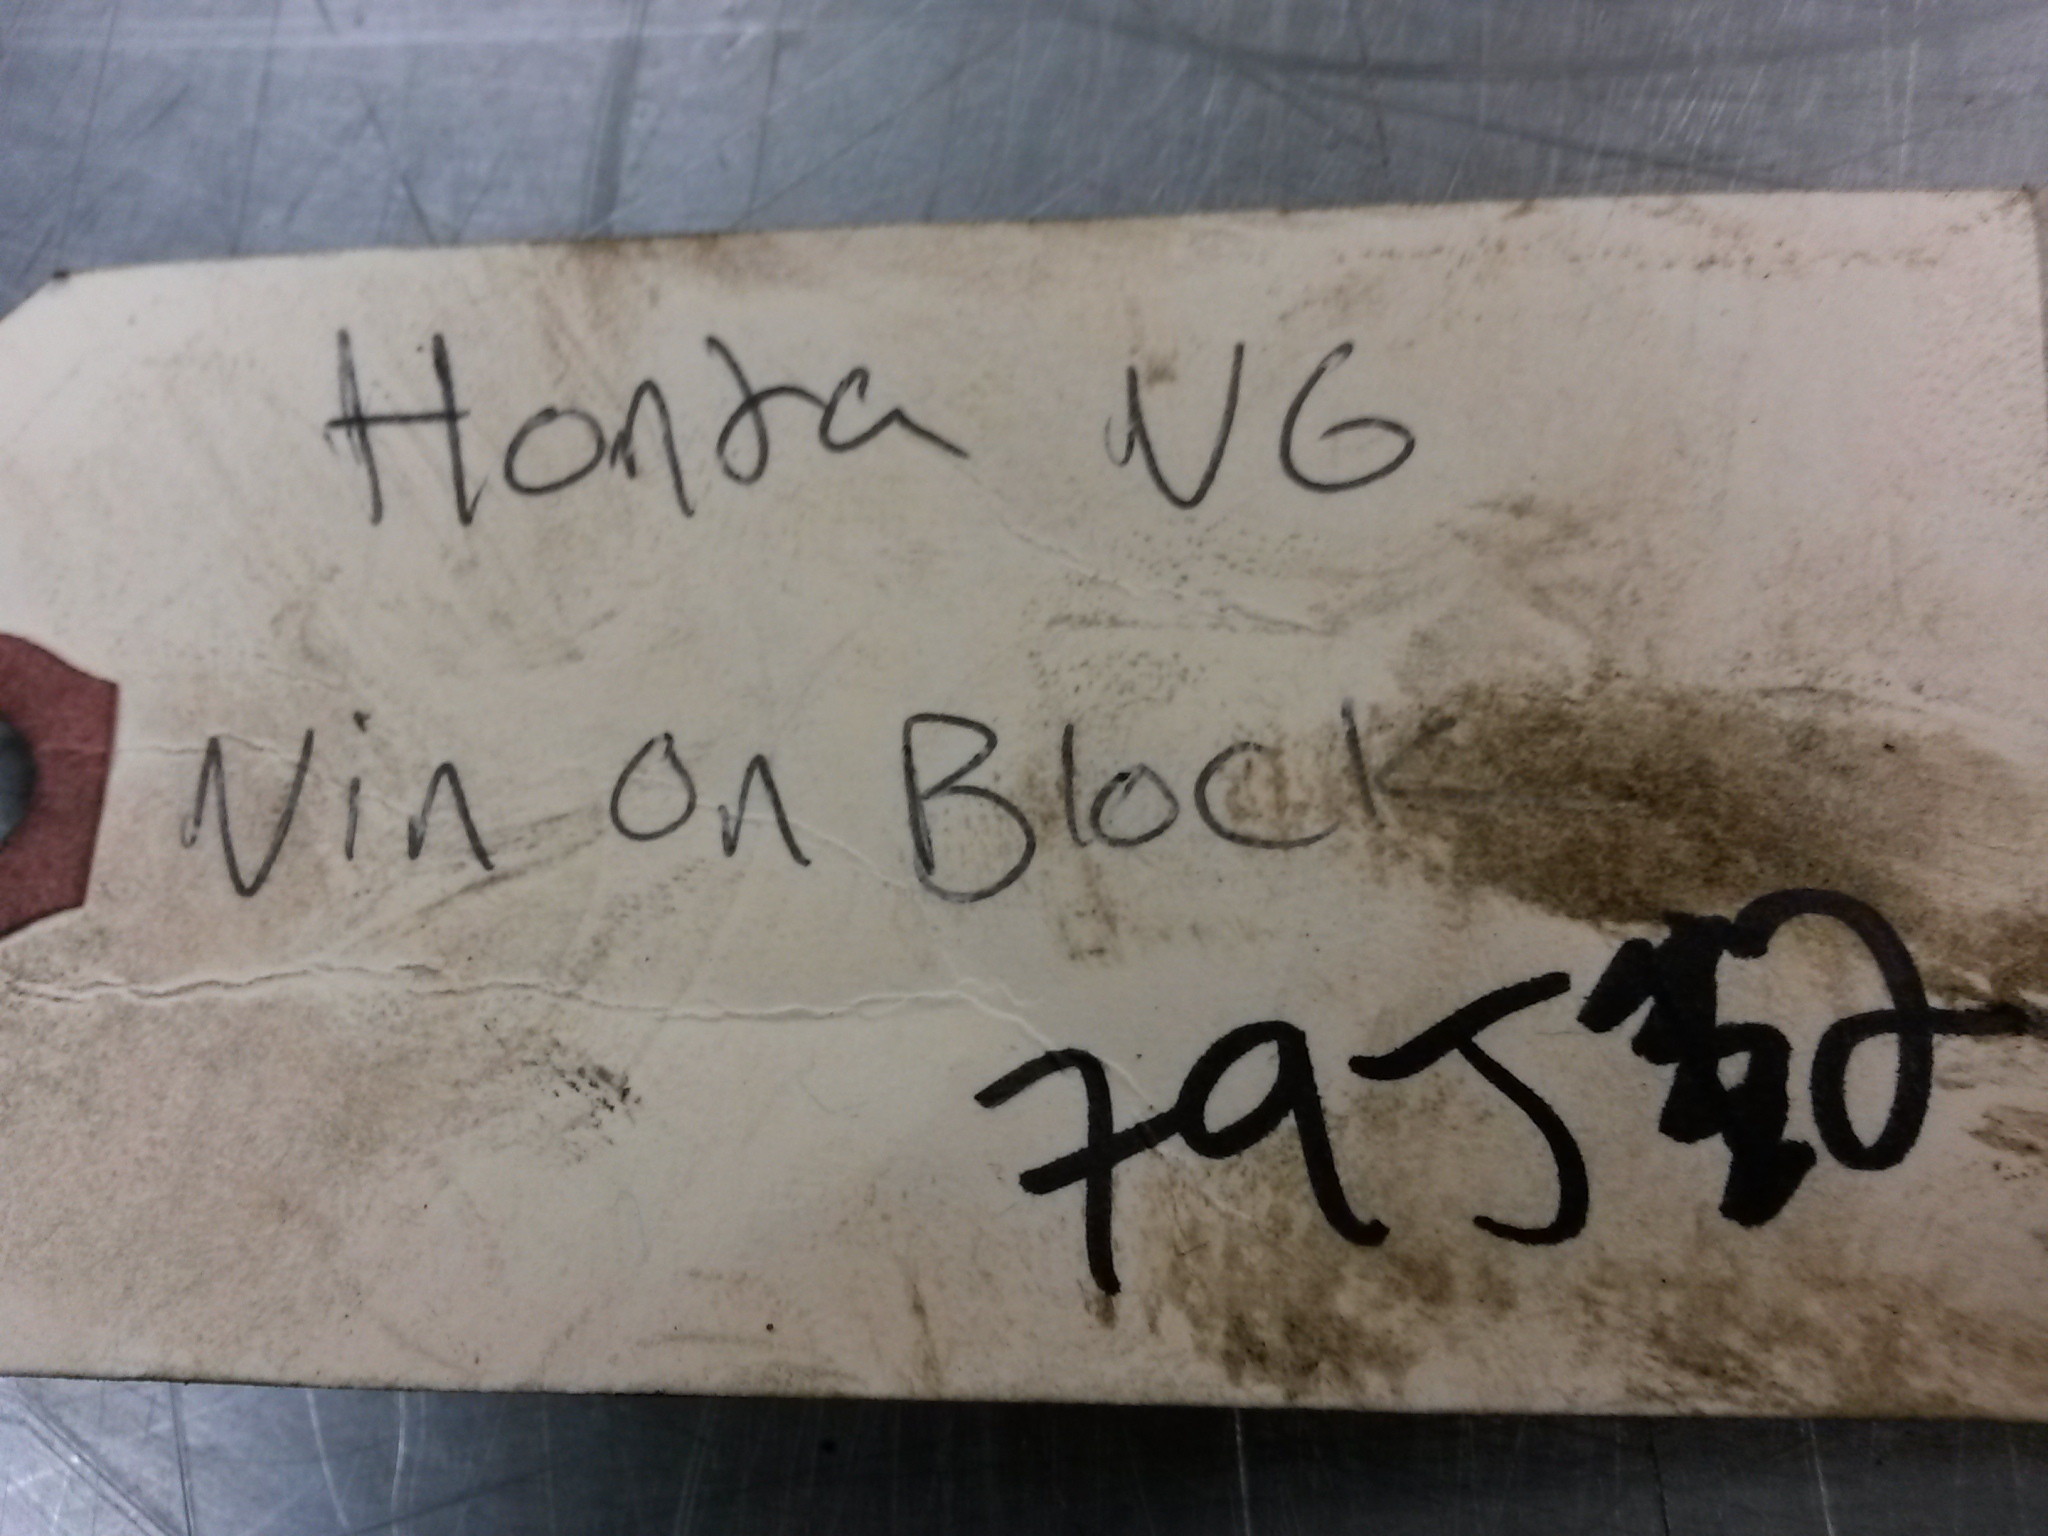 Honda V6
Vin on Block
79J